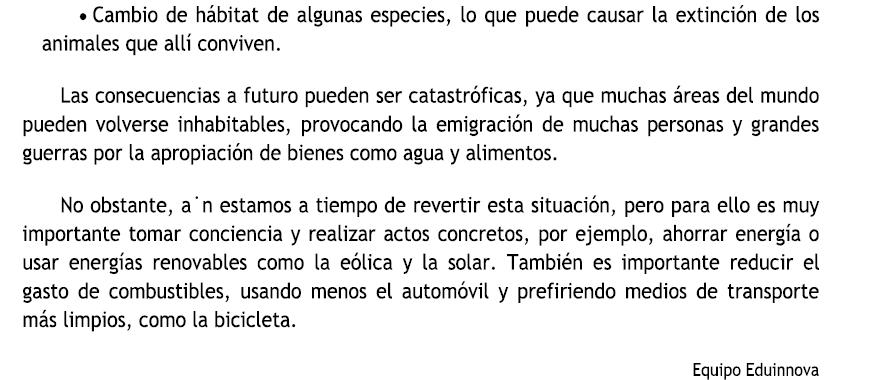 • Cambio de hábitat de algunas especies, lo que puede causar la extinción de los
animales que allí conviven.
Las consecuencias a futuro pueden ser catastróficas, ya que muchas áreas del mundo
pueden volverse inhabitables, provocando la emigración de muchas personas y grandes
guerras por la apropiación de bienes como agua y alimentos.
No obstante, a˙n estamos a tiempo de revertir esta situación, pero para ello es muy
importante tomar conciencia y realizar actos concretos, por ejemplo, ahorrar energía o
usar energías renovables como la eólica y la solar. También es importante reducir el
gasto de combustibles, usando menos el automóvil y prefiriendo medios de transporte
más limpios, como la bicicleta.
Equipo Eduinnova